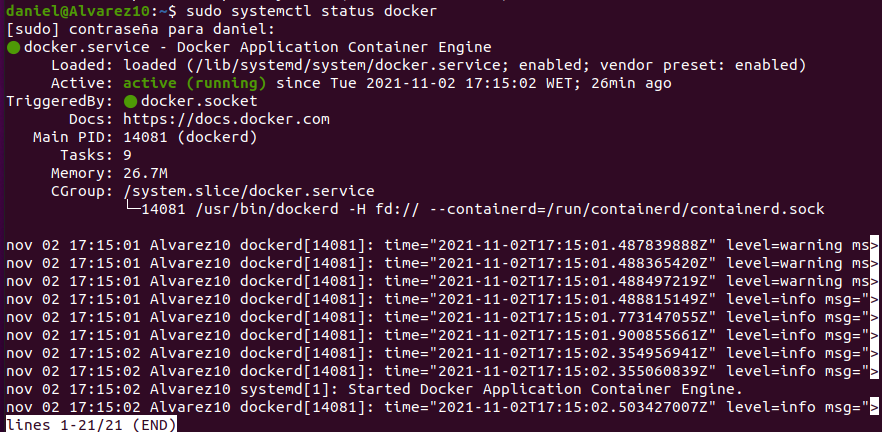 daniel@Alvarez10:~$ sudo systemctl status docker
[sudo] contraseña para daniel:
● docker.service - Docker Application Container Engine
     Loaded: loaded (/lib/systemd/system/docker.service; enabled; vendor preset: enabled)
     Active: active (running) since Tue 2021-11-02 17:15:02 WET; 26min ago
TriggeredBy: ● docker.socket
       Docs: https://docs.docker.com
   Main PID: 14081 (dockerd)
      Tasks: 9
     Memory: 26.7M
     CGroup: /system.slice/docker.service
             └─14081 /usr/bin/dockerd -H fd:// --containerd=/run/containerd/containerd.sock

nov 02 17:15:01 Alvarez10 dockerd[14081]: time="2021-11-02T17:15:01.487839888Z" level=warning ms>
nov 02 17:15:01 Alvarez10 dockerd[14081]: time="2021-11-02T17:15:01.488365420Z" level=warning ms>
nov 02 17:15:01 Alvarez10 dockerd[14081]: time="2021-11-02T17:15:01.488497219Z" level=warning ms>
nov 02 17:15:01 Alvarez10 dockerd[14081]: time="2021-11-02T17:15:01.488815149Z" level=info msg=">
nov 02 17:15:01 Alvarez10 dockerd[14081]: time="2021-11-02T17:15:01.773147055Z" level=info msg=">
nov 02 17:15:01 Alvarez10 dockerd[14081]: time="2021-11-02T17:15:01.900855661Z" level=info msg=">
nov 02 17:15:02 Alvarez10 dockerd[14081]: time="2021-11-02T17:15:02.354956941Z" level=info msg=">
nov 02 17:15:02 Alvarez10 dockerd[14081]: time="2021-11-02T17:15:02.355060839Z" level=info msg=">
nov 02 17:15:02 Alvarez10 systemd[1]: Started Docker Application Container Engine.
nov 02 17:15:02 Alvarez10 dockerd[14081]: time="2021-11-02T17:15:02.503427007Z" level=info msg=">
lines 1-21/21 (END)